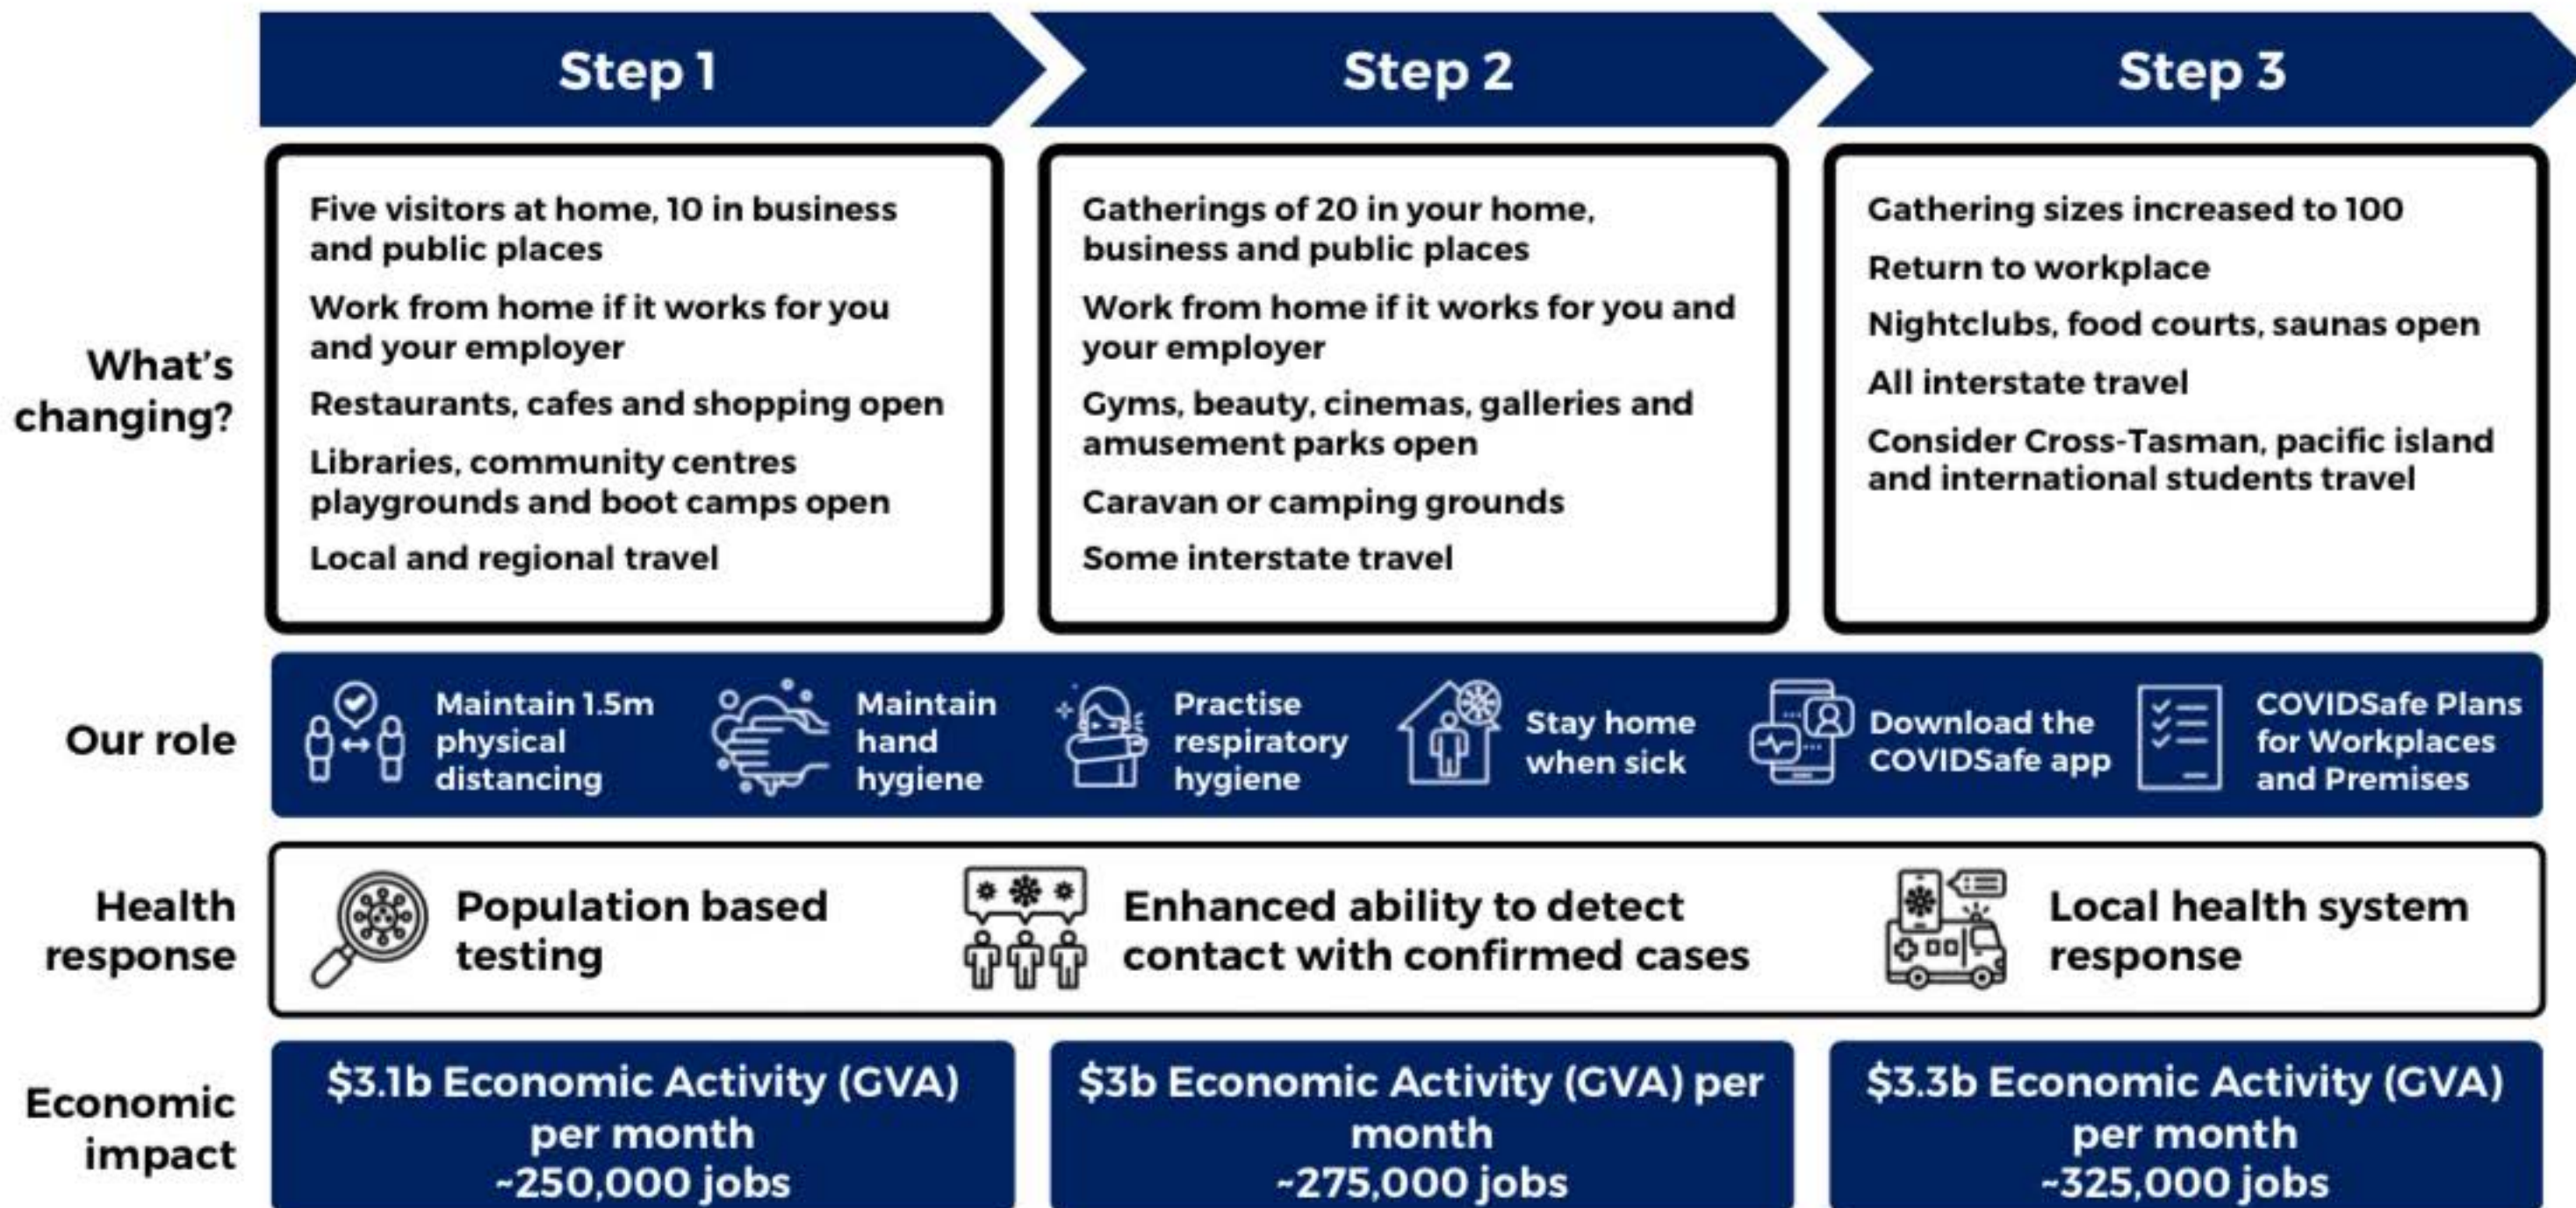 Step 1
Step 2
Step 3
What's
changing?
Five visitors at home, 10 in business
and public places
Work from home if it works for you
and your employer
Restaurants, cafes and shopping open
Libraries, community centres
playgrounds and boot camps open
Local and regional travel
Gatherings of 20 in your home,
business and public places
Work from home if it works for you and
your employer
Gyms, beauty, cinemas, galleries and
amusement parks open
Caravan or camping grounds
Some interstate travel
Gathering sizes increased to 100
Return to workplace
Nightclubs, food courts, saunas open
All interstate travel
Consider Cross-Tasman, pacific island
and international students travel
Our role
Maintain 1.5m
physical
distancing
Maintain
hand
hygiene
Practise
respiratory
hygiene
Stay home
when sick
Download the
COVIDSafe app
COVIDSafe Plans
for Workplaces
and Premises
Health
response
Population based
testing
Enhanced ability to detect
contact with confirmed cases
Local health system
response
Economic
impact
$3.1b Economic Activity (GVA)
per month
~250,000 jobs
$3b Economic Activity (GVA) per
month
~275,000 jobs
$3.3b Economic Activity (GVA)
per month
~325,000 jobs